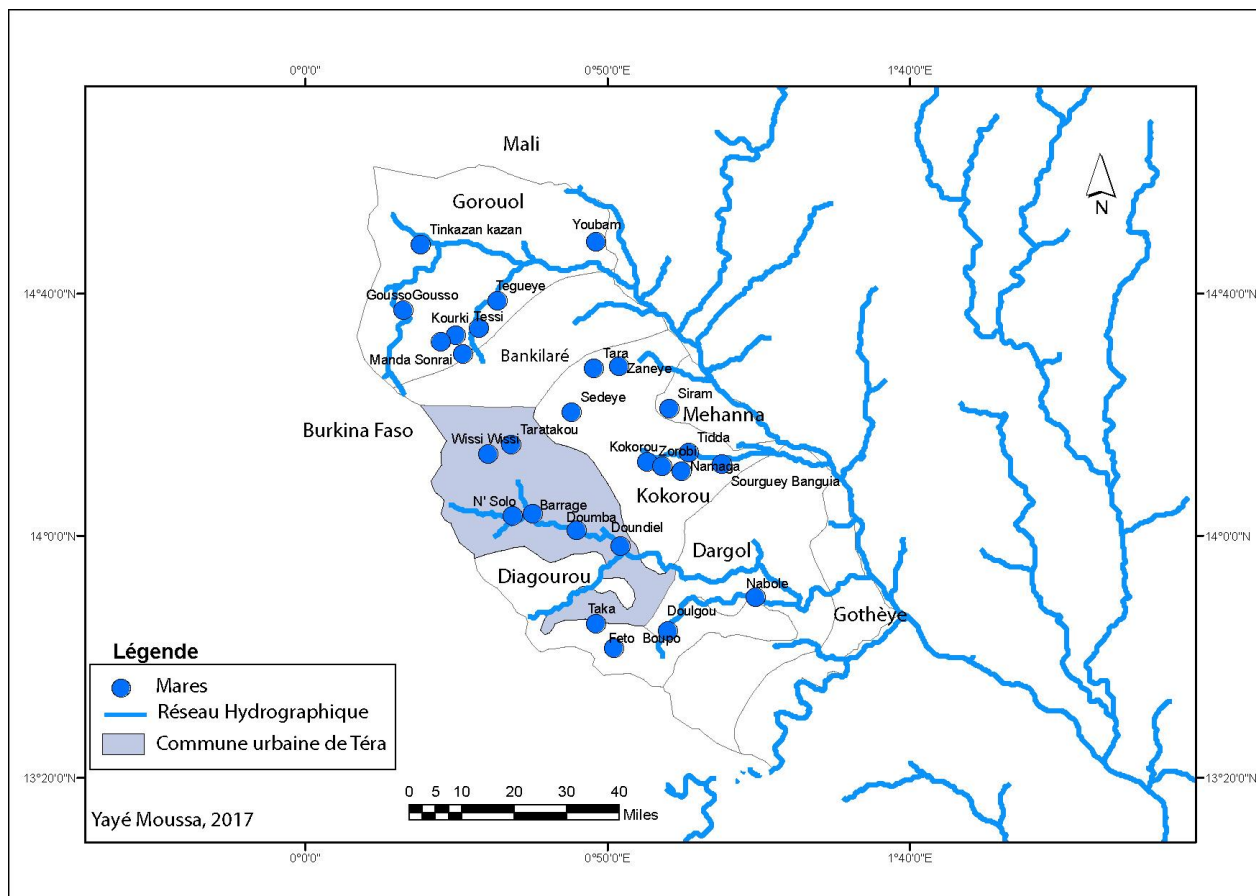 0°0'0"
0°50'0"E
1°40'0"E
Mali
Gorouol
N
Youbam
Tinkazan kazan
14°40'0"N
14°40'0"N
Tegueye
GoussoGousso
Kourki
Tessi
Manda Sonrai
Bankilaré
Tara
Zaneye
Sedeye
Siram
Mehanna
Burkina Faso
Taratakou
Wissi Wissi
Tidda
Kokorou
Zorobi
Namaga
Sourguey Banguia
Kokorou
N' Solo
Barrage
Doumba
Doundiel
14°0'0"N
14°0'0"N
Dargol
Diagourou
Nabole
Taka
Doulgou
Gothèye
Feto
Boupo
Légende
Mares
Réseau Hydrographique
Commune urbaine de Téra
13°20'0"N
13°20'0"N
0 5 10 20 30 40
Miles
Yayé Moussa, 2017
0°0'0"
0°50'0"E
1°40'0"E